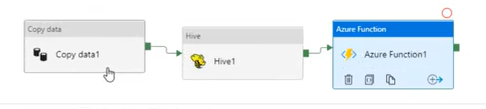 Copy data
Copy data1
Hive
Hive1
Azure Function
Azure Function1